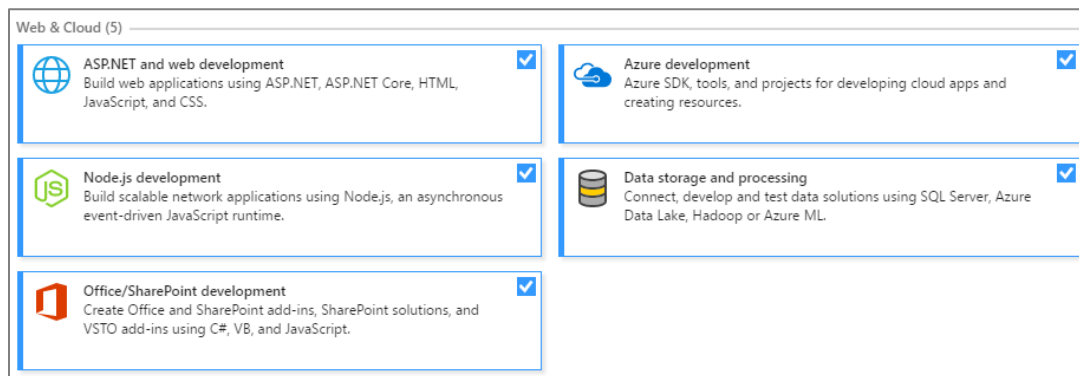 Web & Cloud (5)
ASP.NET and web development
Build web applications using ASP.NET, ASP.NET Core, HTML,
JavaScript, and CSS.
Azure development
Azure SDK, tools, and projects for developing cloud apps and
creating resources.
JS
Node.js development
Build scalable network applications using Node.js, an asynchronous
event-driven JavaScript runtime.
Data storage and processing
Connect, develop and test data solutions using SQL Server, Azure
Data Lake, Hadoop or Azure ML.
Office/SharePoint development
Create Office and SharePoint add-ins, SharePoint solutions, and
VSTO add-ins using C#, VB, and JavaScript.